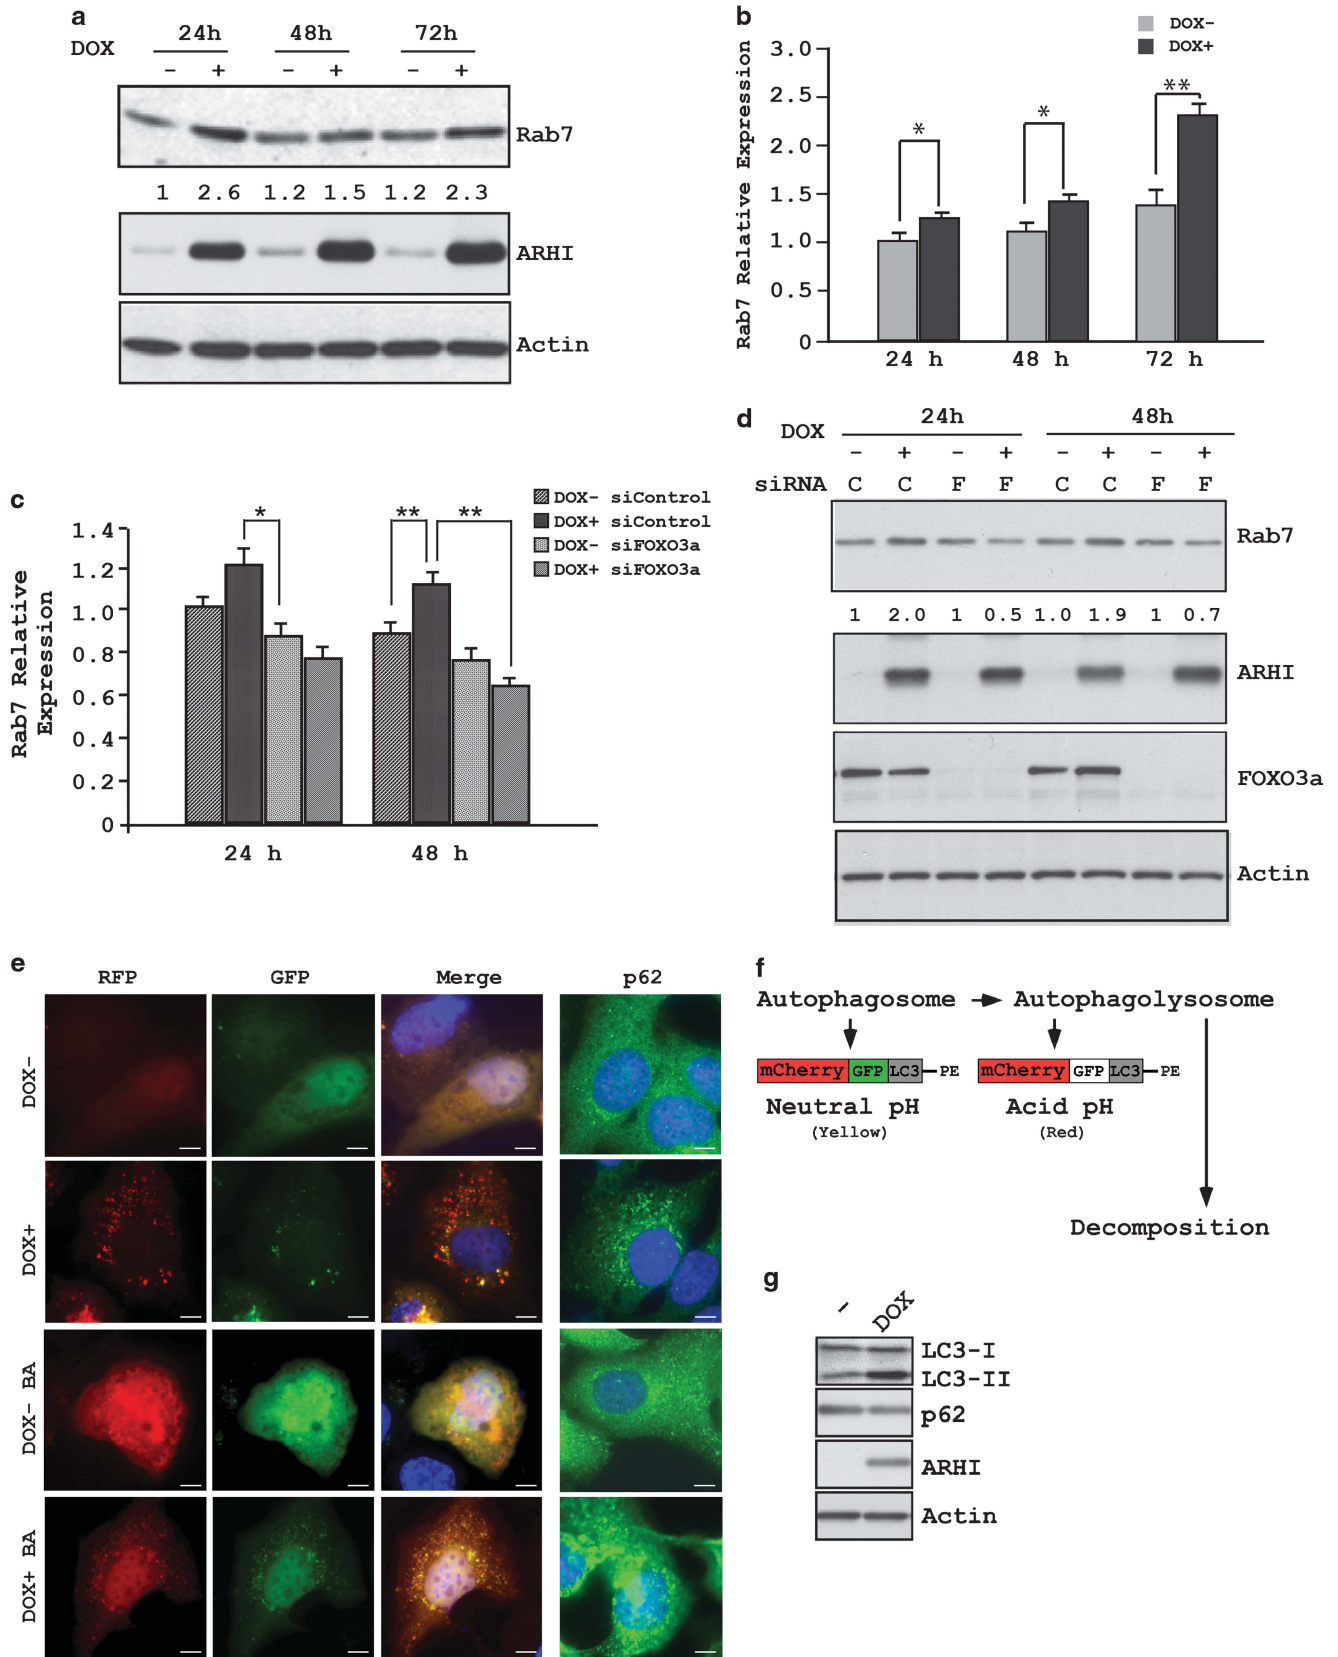 a
24h 48h 72h
DOX
- + - + - +
Rab7
1 2.6 1.2 1.5 1.2 2.3
ARHI
Actin
b
DOX-
DOX+
Rab7 Relative Expression
3.0
2.5
2.0
1.5
1.0
0.5
0
* * **
24 h 48 h 72 h
c
DOX- siControl
DOX+ siControl
DOX- siFOXO3a
DOX+ siFOXO3a
Rab7 Relative
Expression
1.4
1.2
1.0
0.8
0.6
0.4
0.2
0
* ** **
24 h 48 h
d
24h 48h
DOX
- + - + - + - +
siRNA C C F F C C F F
Rab7
1 2.0 1 0.5 1.0 1.9 1 0.7
ARHI
FOXO3a
Actin
e
RFP GFP Merge p62
DOX-
DOX+
DOX- BA
DOX+ BA
f
Autophagosome Autophagolysosome
mCherry GFP LC3 PE mCherry GFP LC3 PE
Neutral pH Acid pH
(Yellow) (Red)
Decomposition
g
- DOX
LC3-I
LC3-II
p62
ARHI
Actin